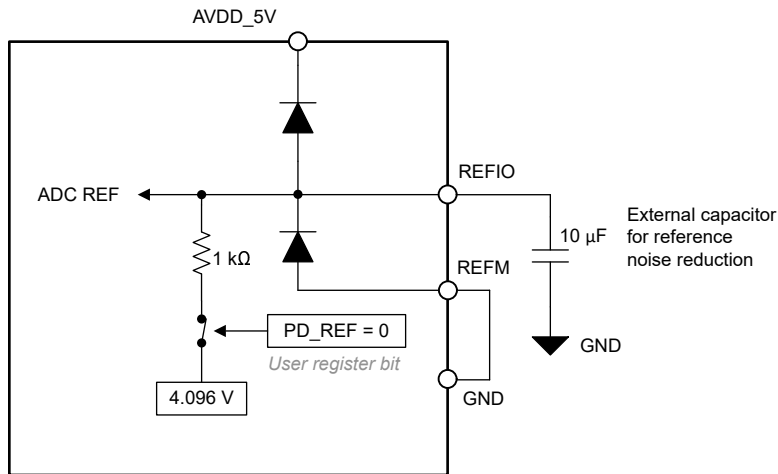 AVDD_5V
REFIO
ADC REF
1 kΩ
10 µF
External capacitor
for reference
noise reduction
REFM
PD_REF = 0
User register bit
GND
4.096 V
GND